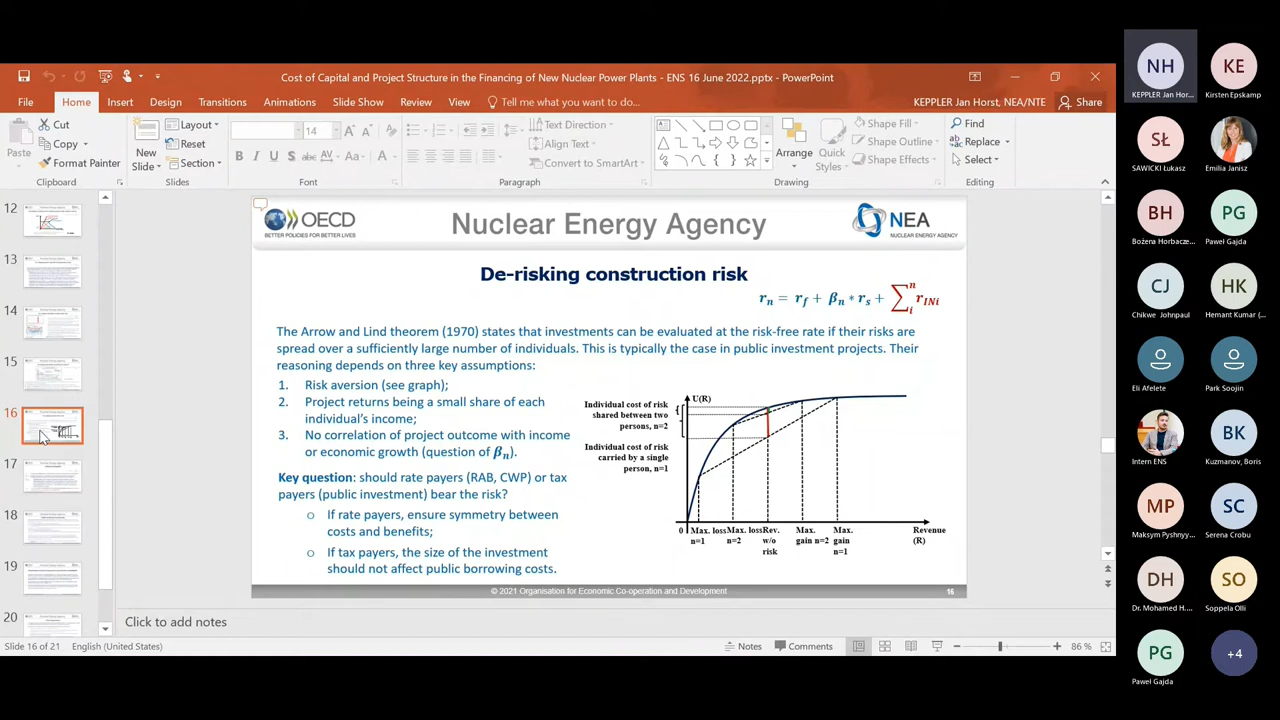 Cost of Capital and Project Structure in the Financing of New Nuclear Power Plants - ENS 16 June 2022.pptx - PowerPoint
File Home Insert Design Transitions Animations Slide Show Review View Tell me what you want to do... KEPPLER Jan Horst, NEA/NTE Share
Paste
Cut
Copy
Format Painter
Clipboard
New Slide
Layout
Reset
Section
Slides
14
B I U S abc AV Aa A
Font
Text Direction
Align Text
Convert to SmartArt
Paragraph
Arrange
Quick Styles
Shape Fill
Shape Outline
Shape Effects
Drawing
Find
Replace
Select
Editing
12
13
14
15
16
17
18
19
20
OECD
BETTER POLICIES FOR BETTER LIVES
Nuclear Energy Agency
NEA
NUCLEAR ENERGY AGENCY
De-risking construction risk
rₙ = r_f + βₙ * rₛ + ∑ᵢⁿ r_INi
The Arrow and Lind theorem (1970) states that investments can be evaluated at the risk-free rate if their risks are
spread over a sufficiently large number of individuals. This is typically the case in public investment projects. Their
reasoning depends on three key assumptions:
1. Risk aversion (see graph);
2. Project returns being a small share of each
individual's income;
3. No correlation of project outcome with income
or economic growth (question of βₙ).
Key question: should rate payers (RAB, CWP) or tax
payers (public investment) bear the risk?
o If rate payers, ensure symmetry between
costs and benefits;
o If tax payers, the size of the investment
should not affect public borrowing costs.
U(R)
Individual cost of risk
shared between two
persons, n=2
Individual cost of risk
carried by a single
person, n=1
0
Max. loss
n=1
Max. loss
n=2
Rev.
w/o
risk
Max.
gain n=2
Max.
gain
n=1
Revenue
(R)
© 2021 Organisation for Economic Co-operation and Development
16
Click to add notes
Slide 16 of 21 English (United States) Notes Comments 86 %
NH
KEPPLER Jan Hor...
KE
Kirsten Epskamp
SŁ
SAWICKI Łukasz
Emilia Janisz
BH
Bożena Horbacze...
PG
Paweł Gajda
CJ
Chikwe Johnpaul
HK
Hemant Kumar (...
Eli Afelete
Park Soojin
Intern ENS
BK
Kuzmanov, Boris
MP
Maksym Pyshnyy...
SC
Serena Crobu
DH
Dr. Mohamed H...
SO
Soppela Olli
PG
Paweł Gajda
+4